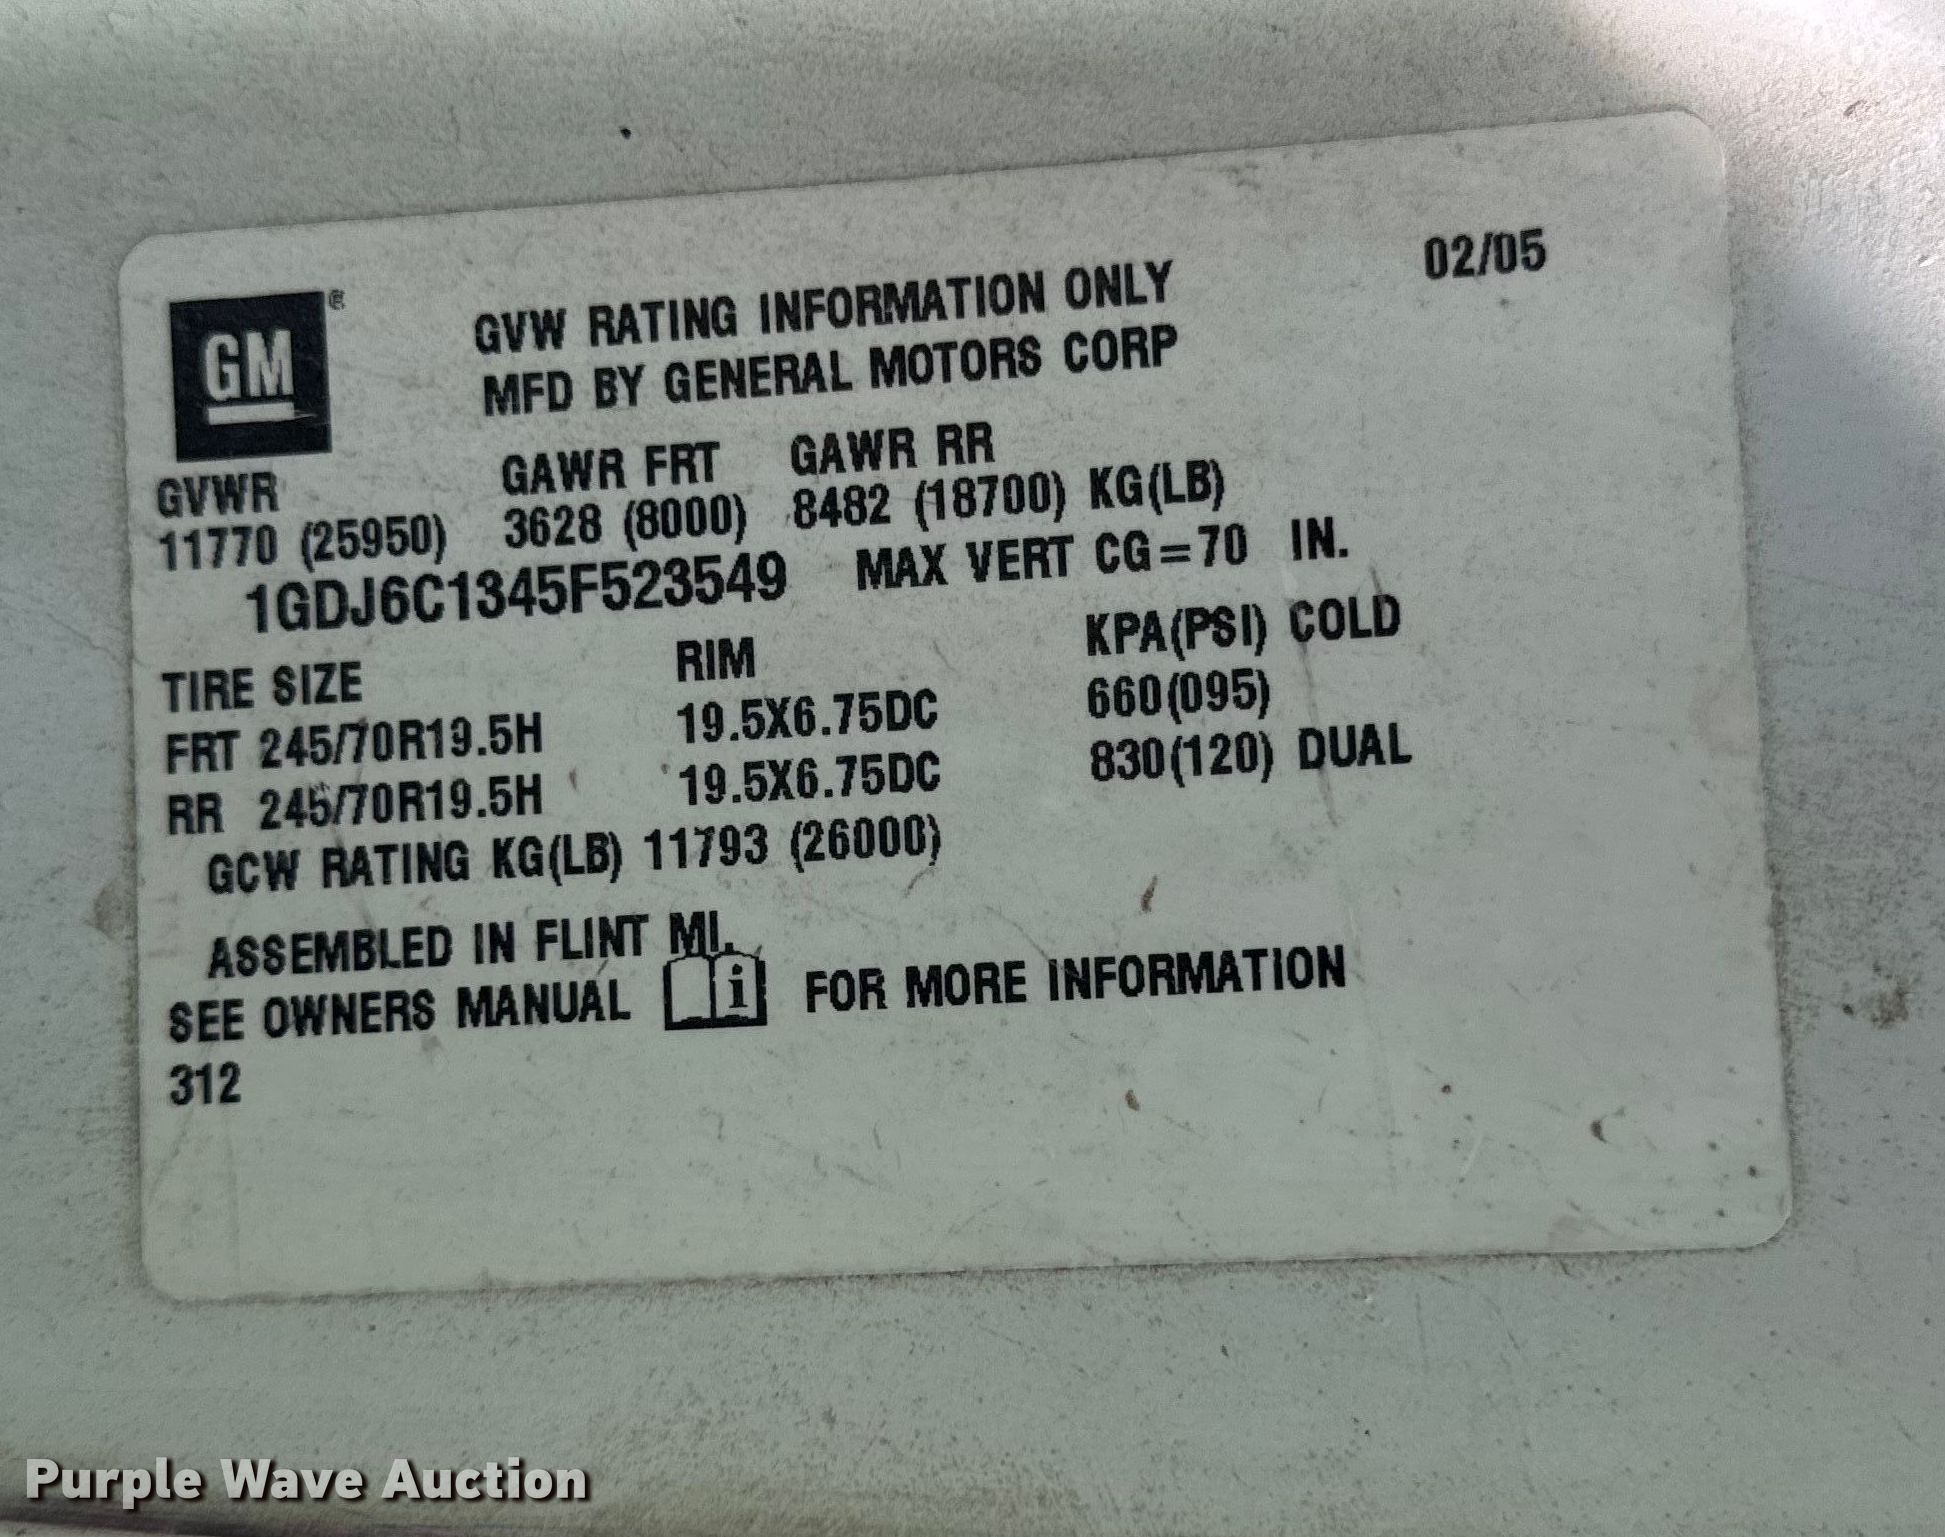 02/05
GM®
GVW RATING INFORMATION ONLY
MFD BY GENERAL MOTORS CORP
GVWR GAWR FRT GAWR RR
11770 (25950) 3628 (8000) 8482 (18700) KG(LB)
1GDJ6C1345F523549 MAX VERT CG=70 IN.
TIRE SIZE RIM KPA(PSI) COLD
FRT 245/70R19.5H 19.5X6.75DC 660(095)
RR 245/70R19.5H 19.5X6.75DC 830(120) DUAL
GCW RATING KG(LB) 11793 (26000)
ASSEMBLED IN FLINT MI.
SEE OWNERS MANUAL i FOR MORE INFORMATION
312
Purple Wave Auction